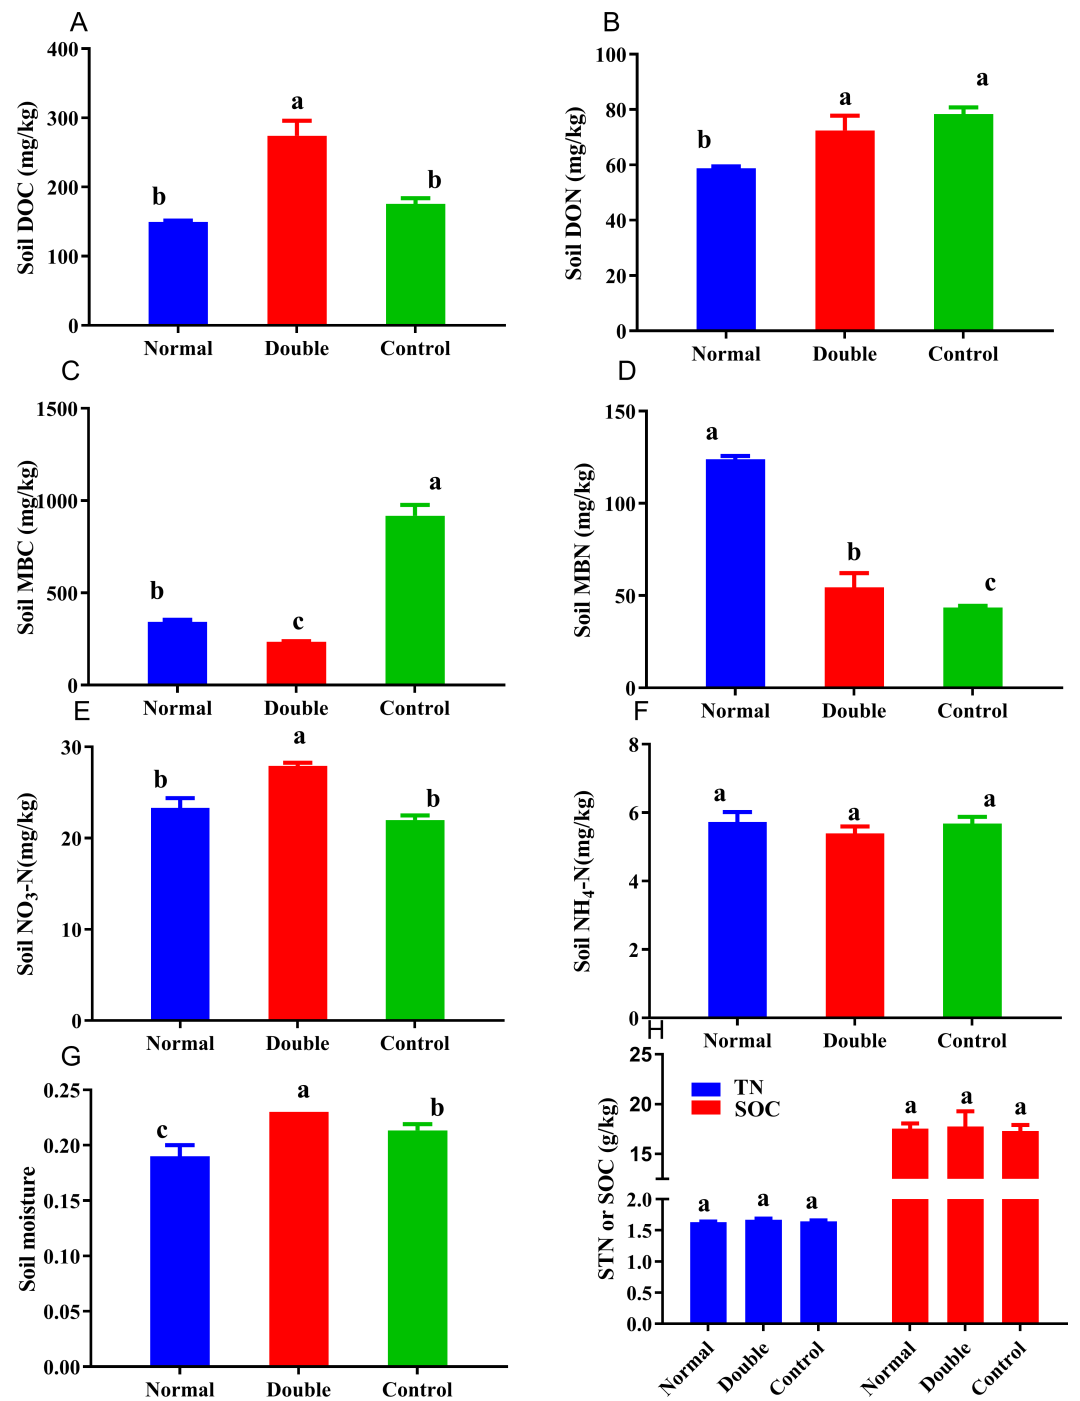 A
Soil DOC (mg/kg)
400
300
200
100
0
b
a
b
Normal Double Control
B
Soil DON (mg/kg)
100
80
60
40
20
0
b
a
a
Normal Double Control
C
Soil MBC (mg/kg)
1500
1000
500
0
b
c
a
Normal Double Control
D
Soil MBN (mg/kg)
150
100
50
0
a
b
c
Normal Double Control
E
Soil NO3-N(mg/kg)
30
20
10
0
b
a
b
Normal Double Control
F
Soil NH4-N(mg/kg)
8
6
4
2
0
a
a
a
Normal Double Control
G
Soil moisture
0.25
0.20
0.15
0.10
0.05
0.00
c
a
b
Normal Double Control
H
STN or SOC (g/kg)
25
20
15
2.0
1.5
1.0
0.5
0.0
TN
SOC
a
a
a
a
a
a
Normal Double Control Normal Double Control